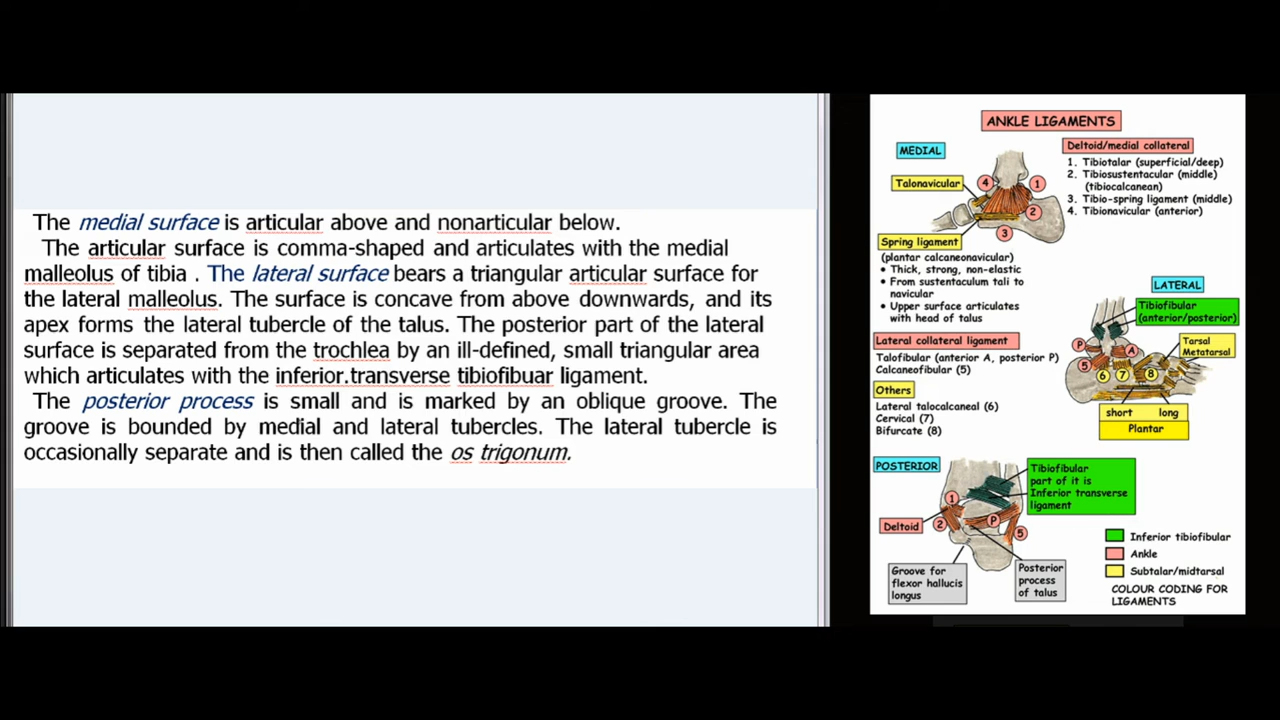 The medial surface is articular above and nonarticular below.
The articular surface is comma-shaped and articulates with the medial
malleolus of tibia . The lateral surface bears a triangular articular surface for
the lateral malleolus. The surface is concave from above downwards, and its
apex forms the lateral tubercle of the talus. The posterior part of the lateral
surface is separated from the trochlea by an ill-defined, small triangular area
which articulates with the inferior.transverse tibiofibuar ligament.
The posterior process is small and is marked by an oblique groove. The
groove is bounded by medial and lateral tubercles. The lateral tubercle is
occasionally separate and is then called the os trigonum.
ANKLE LIGAMENTS
MEDIAL
Talonavicular
4
1
2
3
Deltoid/medial collateral
1. Tibiotalar (superficial/deep)
2. Tibiosustentacular (middle)
(tibiocalcanean)
3. Tibio-spring ligament (middle)
4. Tibionavicular (anterior)
Spring ligament
(plantar calcaneonavicular)
• Thick, strong, non-elastic
• From sustentaculum tali to
navicular
• Upper surface articulates
with head of talus
Lateral collateral ligament
Talofibular (anterior A, posterior P)
Calcaneofibular (5)
Others
Lateral talocalcaneal (6)
Cervical (7)
Bifurcate (8)
LATERAL
Tibiofibular
(anterior/posterior)
P
A
5
6
7
8
Tarsal
Metatarsal
short long
Plantar
POSTERIOR
Tibiofibular
part of it is
Inferior transverse
ligament
1
2
P
5
Deltoid
Groove for
flexor hallucis
longus
Posterior
process
of talus
Inferior tibiofibular
Ankle
Subtalar/midtarsal
COLOUR CODING FOR
LIGAMENTS